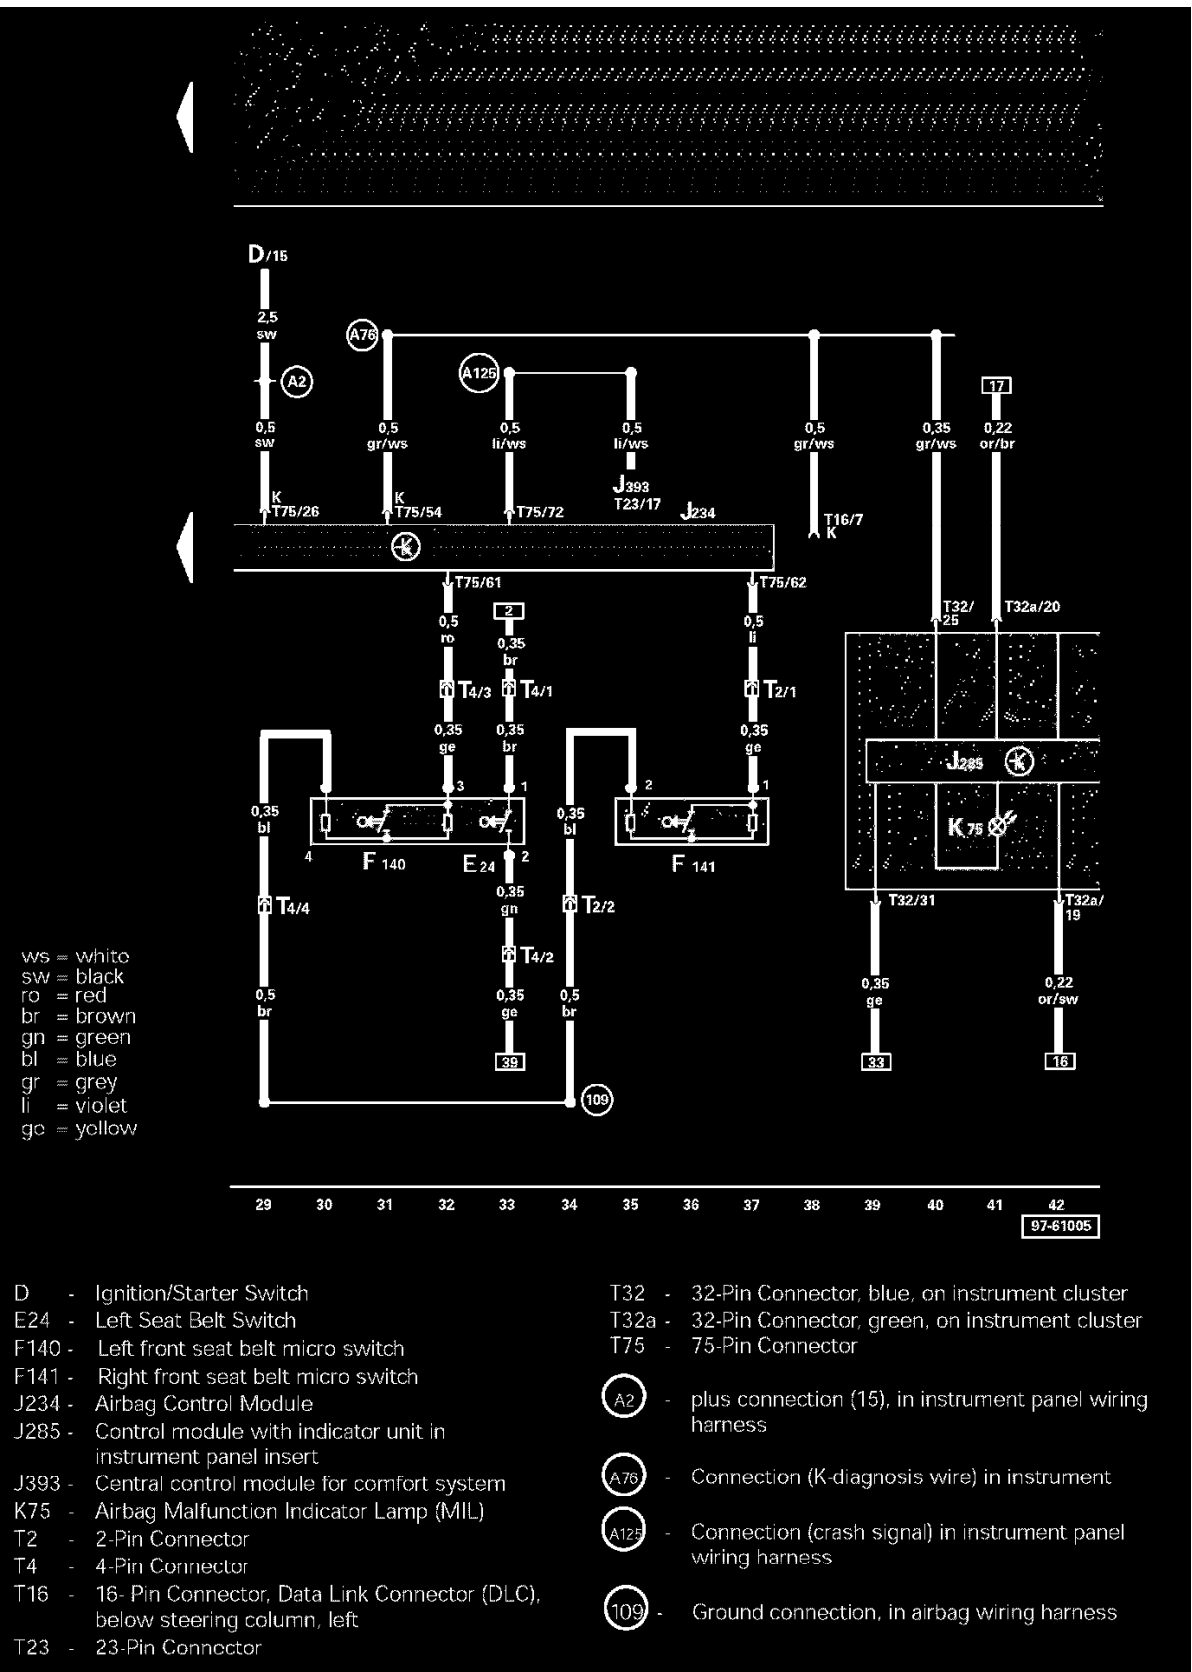 D/15
2,5
sw
A76
A2
A125
17
0,5
sw
0,5
gr/ws
0,5
li/ws
0,5
li/ws
0,5
gr/ws
0,35
gr/ws
0,22
or/br
J393
T23/17
K
T75/26
K
T75/54
T75/72
J234
T16/7
K
K
T75/61
T75/62
T32/
25
T32a/20
2
0,5
ro
0,35
br
0,5
li
T4/3
T4/1
T2/1
0,35
ge
0,35
br
0,35
ge
J285
K
3
1
2
1
0,35
bl
0,35
bl
K75
4
F 140
E24
2
F 141
0,35
gn
T4/4
T2/2
T32/31
T32a/
19
T4/2
0,5
br
0,35
ge
0,5
br
0,35
ge
0,22
or/sw
39
33
16
109
ws = white
sw = black
ro = red
br = brown
gn = green
bl = blue
gr = grey
li = violet
ge = yellow
29 30 31 32 33 34 35 36 37 38 39 40 41 42
97-61005
D - Ignition/Starter Switch
E24 - Left Seat Belt Switch
F140 - Left front seat belt micro switch
F141 - Right front seat belt micro switch
J234 - Airbag Control Module
J285 - Control module with indicator unit in
instrument panel insert
J393 - Central control module for comfort system
K75 - Airbag Malfunction Indicator Lamp (MIL)
T2 - 2-Pin Connector
T4 - 4-Pin Connector
T16 - 16- Pin Connector, Data Link Connector (DLC),
below steering column, left
T23 - 23-Pin Connector
T32 - 32-Pin Connector, blue, on instrument cluster
T32a - 32-Pin Connector, green, on instrument cluster
T75 - 75-Pin Connector
A2 - plus connection (15), in instrument panel wiring
harness
A76 - Connection (K-diagnosis wire) in instrument
A125 - Connection (crash signal) in instrument panel
wiring harness
109 - Ground connection, in airbag wiring harness